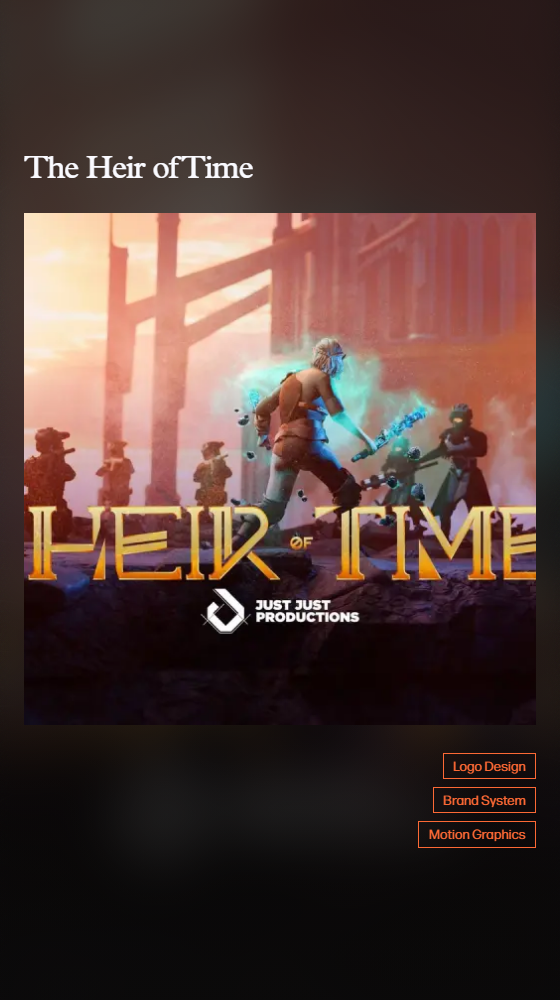 The Heir of Time
HEIR OF TIME
JUST JUST
PRODUCTIONS
Logo Design
Brand System
Motion Graphics